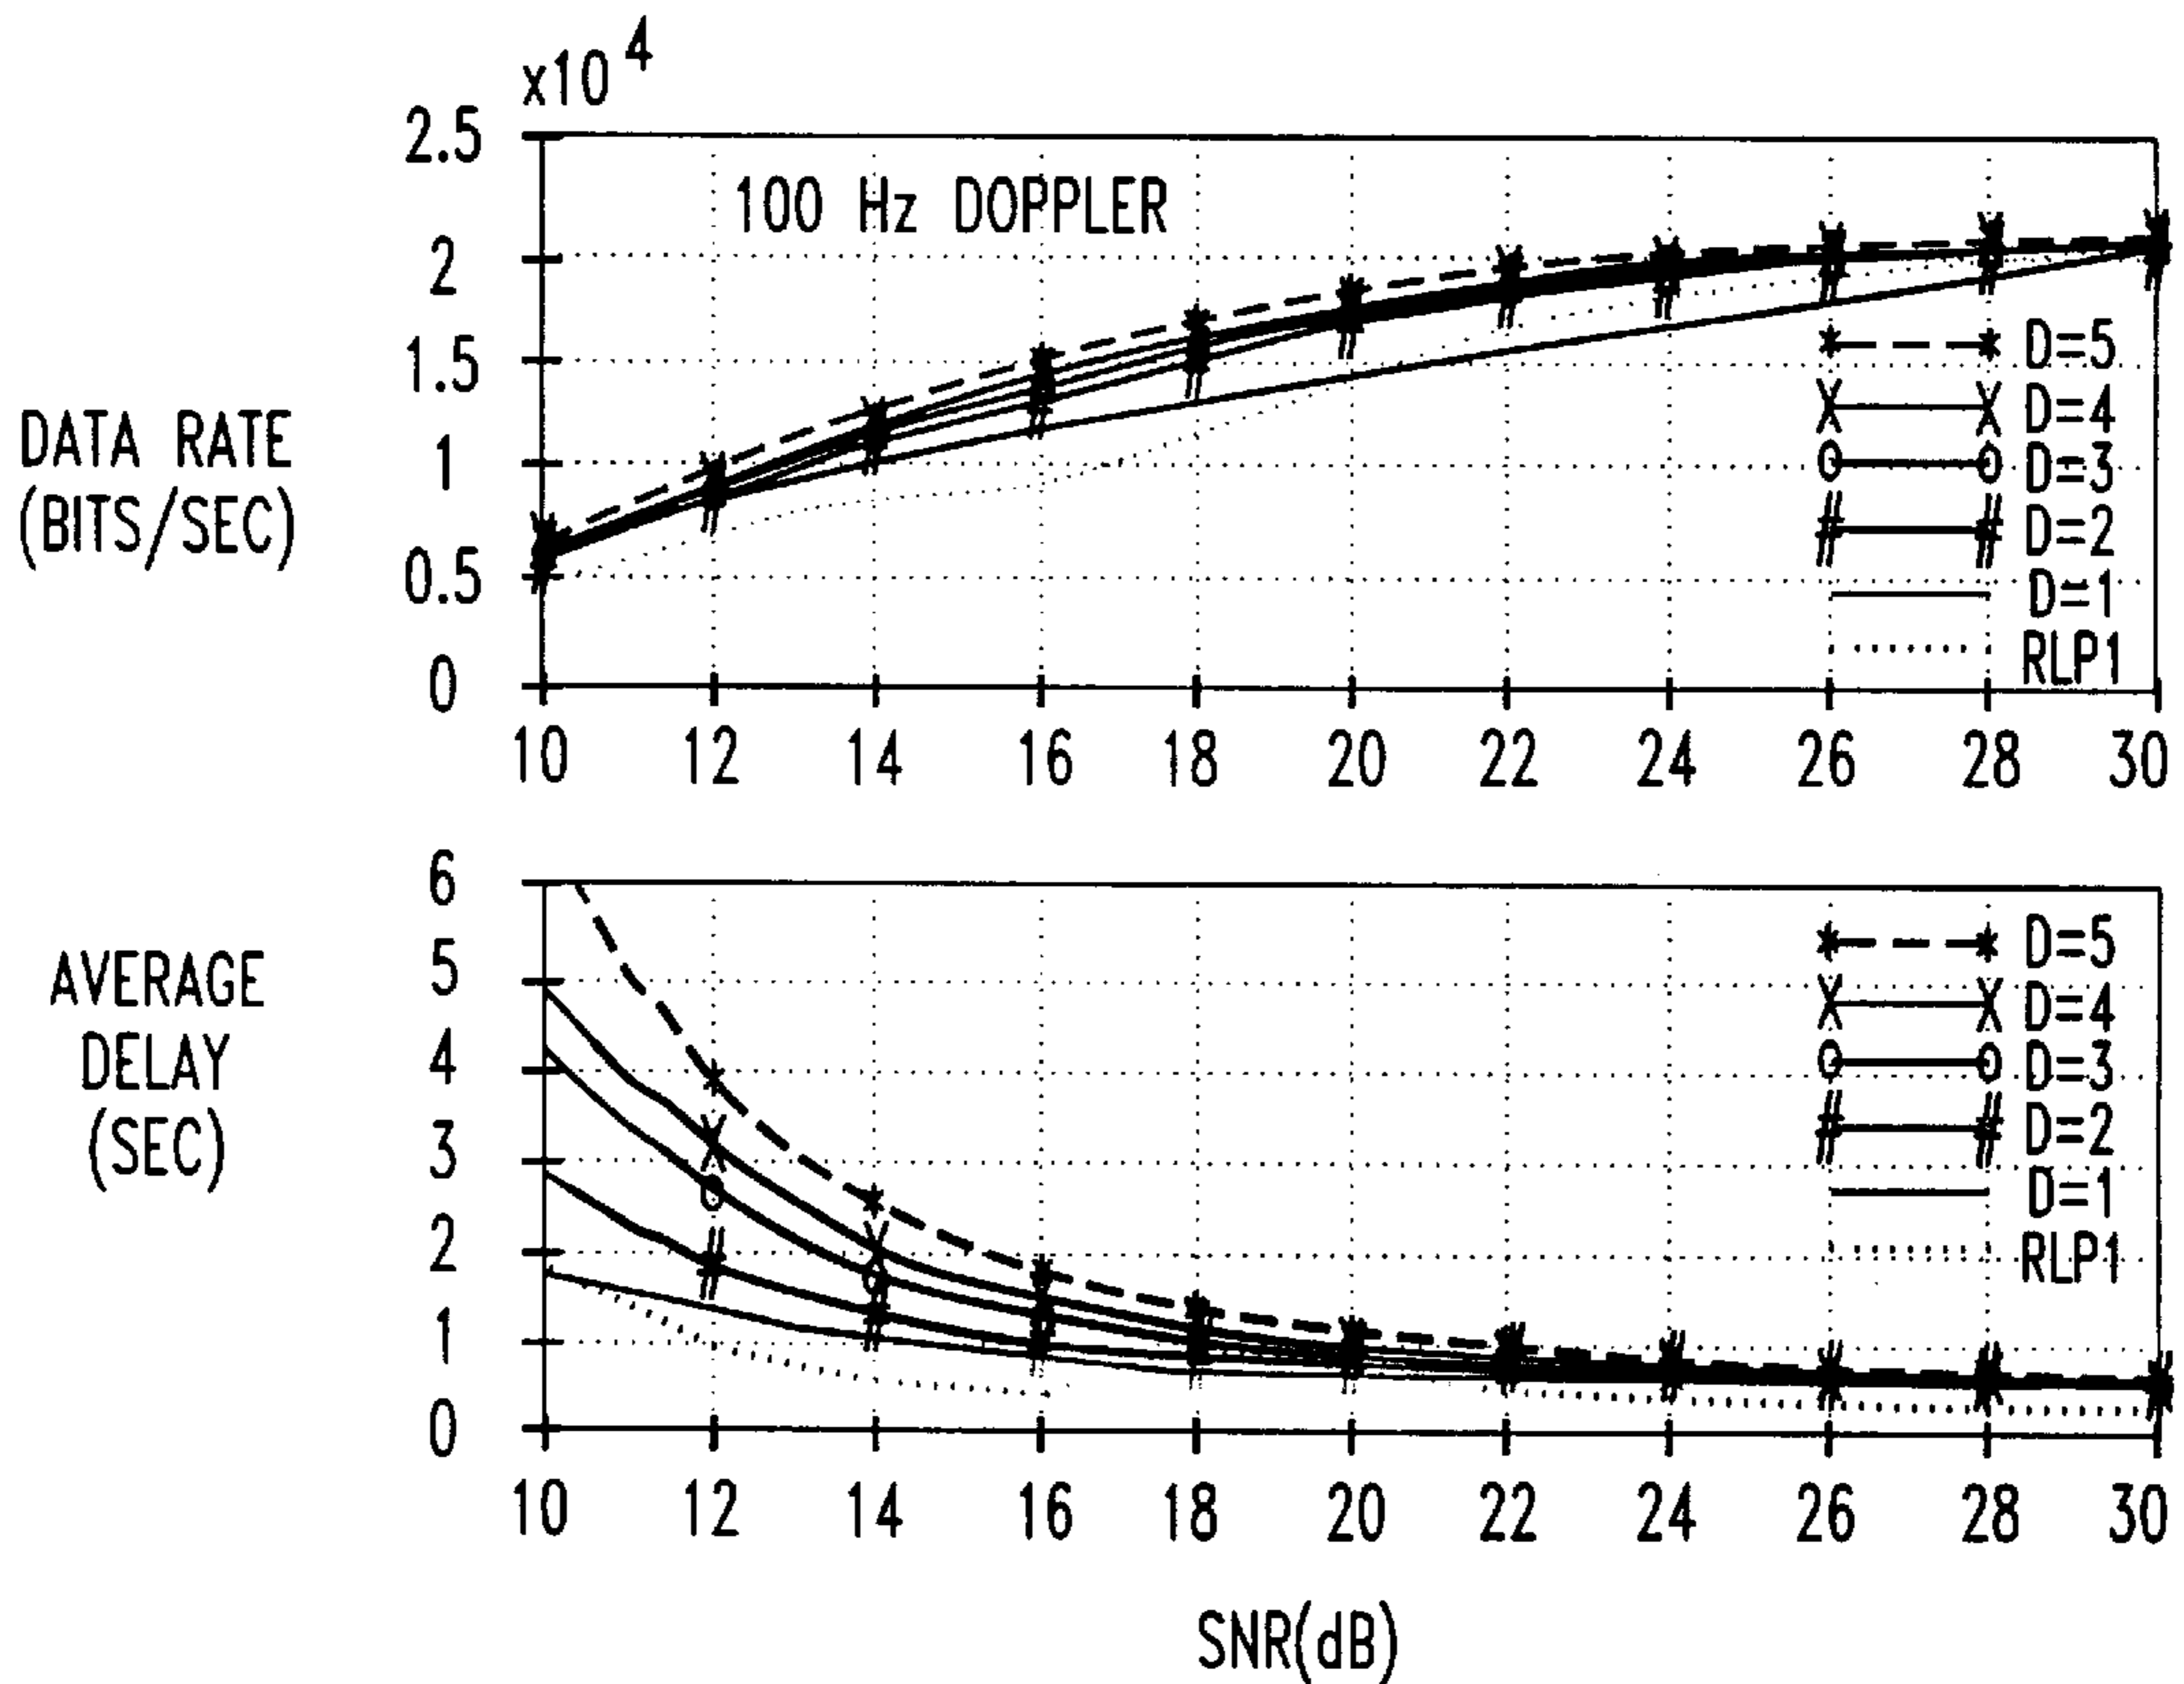 x10 4
2.5
2
1.5
1
0.5
0
DATA RATE
(BITS/SEC)
100 Hz DOPPLER
D=5
D=4
D=3
D=2
D=1
RLP1
10 12 14 16 18 20 22 24 26 28 30
6
5
4
3
2
1
0
AVERAGE
DELAY
(SEC)
D=5
D=4
D=3
D=2
D=1
RLP1
10 12 14 16 18 20 22 24 26 28 30
SNR(dB)